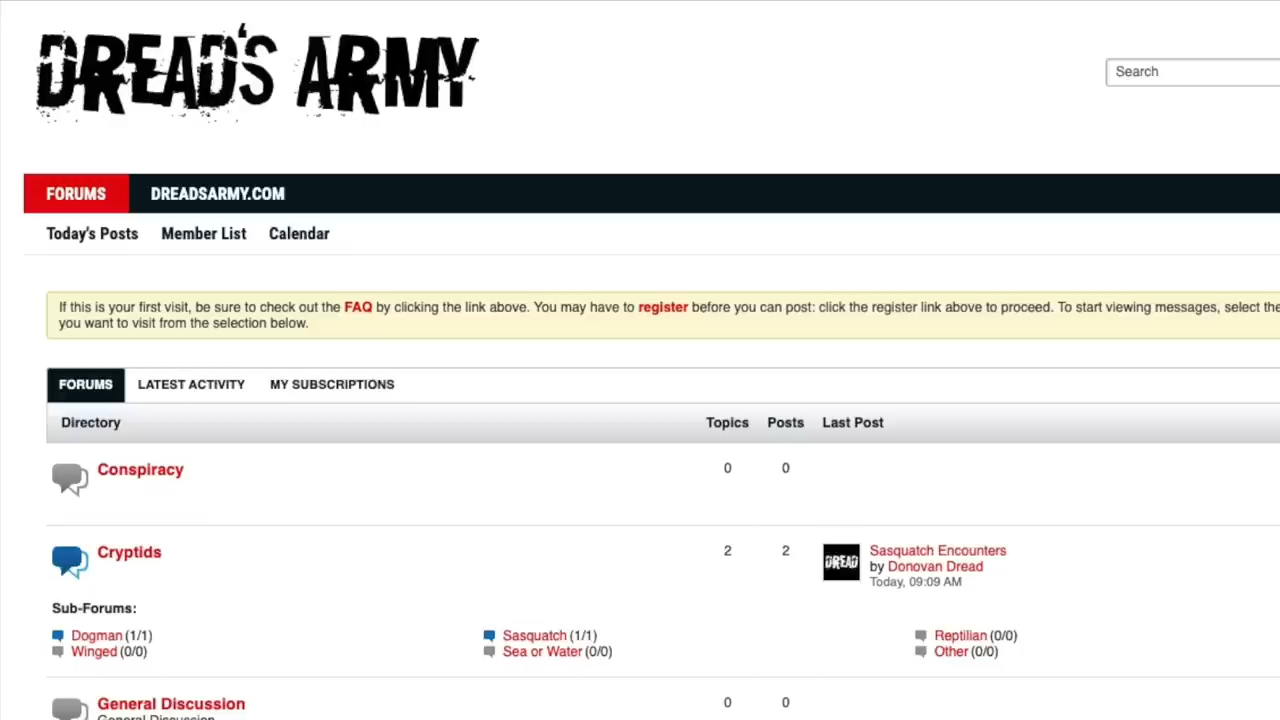 DREAD'S ARMY
Search
FORUMS DREADSARMY.COM
Today's Posts Member List Calendar
If this is your first visit, be sure to check out the FAQ by clicking the link above. You may have to register before you can post: click the register link above to proceed. To start viewing messages, select the
you want to visit from the selection below.
FORUMS LATEST ACTIVITY MY SUBSCRIPTIONS
Directory Topics Posts Last Post
Conspiracy 0 0
Cryptids 2 2 DREAD Sasquatch Encounters
by Donovan Dread
Today, 09:09 AM
Sub-Forums:
Dogman (1/1) Sasquatch (1/1) Reptilian (0/0)
Winged (0/0) Sea or Water (0/0) Other (0/0)
General Discussion 0 0
General Discussion